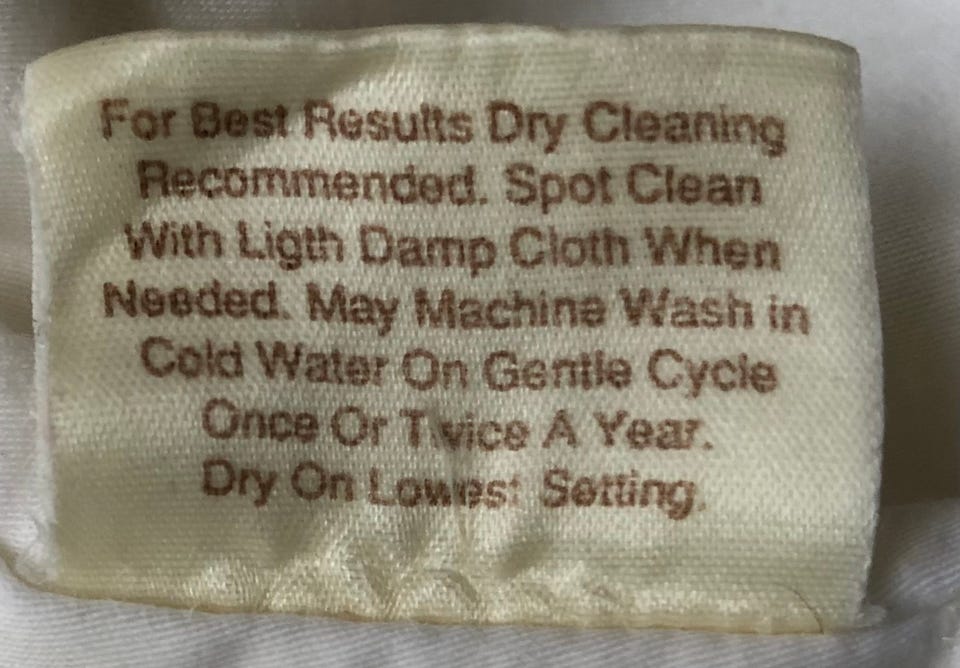 For Best Results Dry Cleaning
Recommended. Spot Clean
With Ligth Damp Cloth When
Needed. May Machine Wash in
Cold Water On Gentle Cycle
Once Or Twice A Year.
Dry On Lowest Setting.